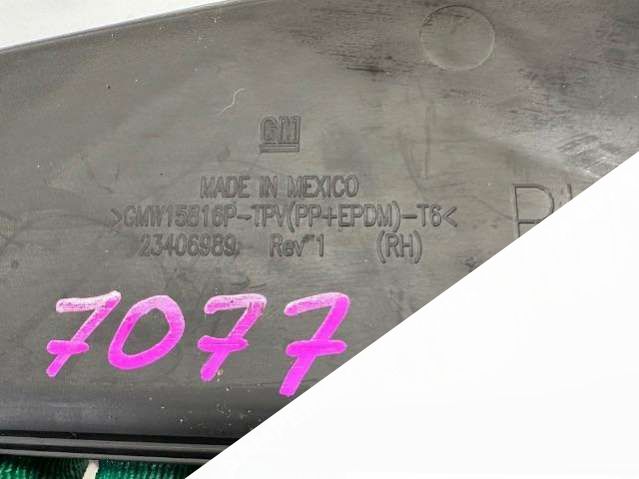 GM
MADE IN MEXICO
>GMW15816P-TPV(PP+EPDM)-T6<
23406989 Rev 1 (RH)
7077